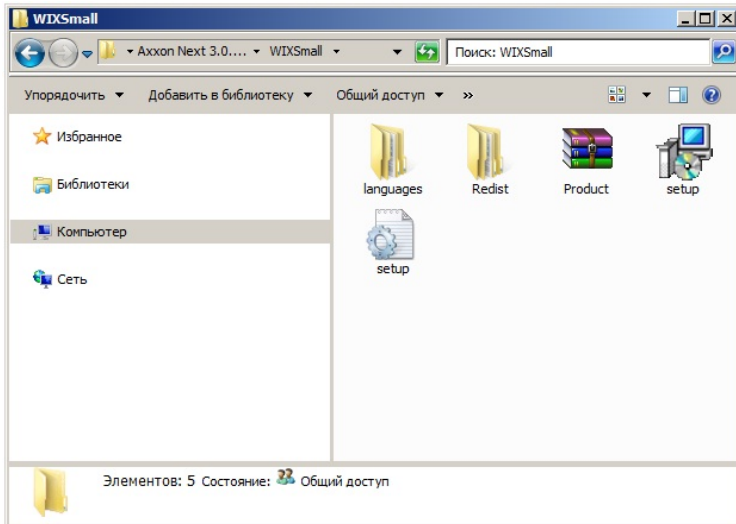 WIXSmall
Axxon Next 3.0.... WIXSmall Поиск: WIXSmall
Упорядочить Добавить в библиотеку Общий доступ »
Избранное
Библиотеки
Компьютер
Сеть
languages Redist Product setup
setup
Элементов: 5 Состояние: Общий доступ